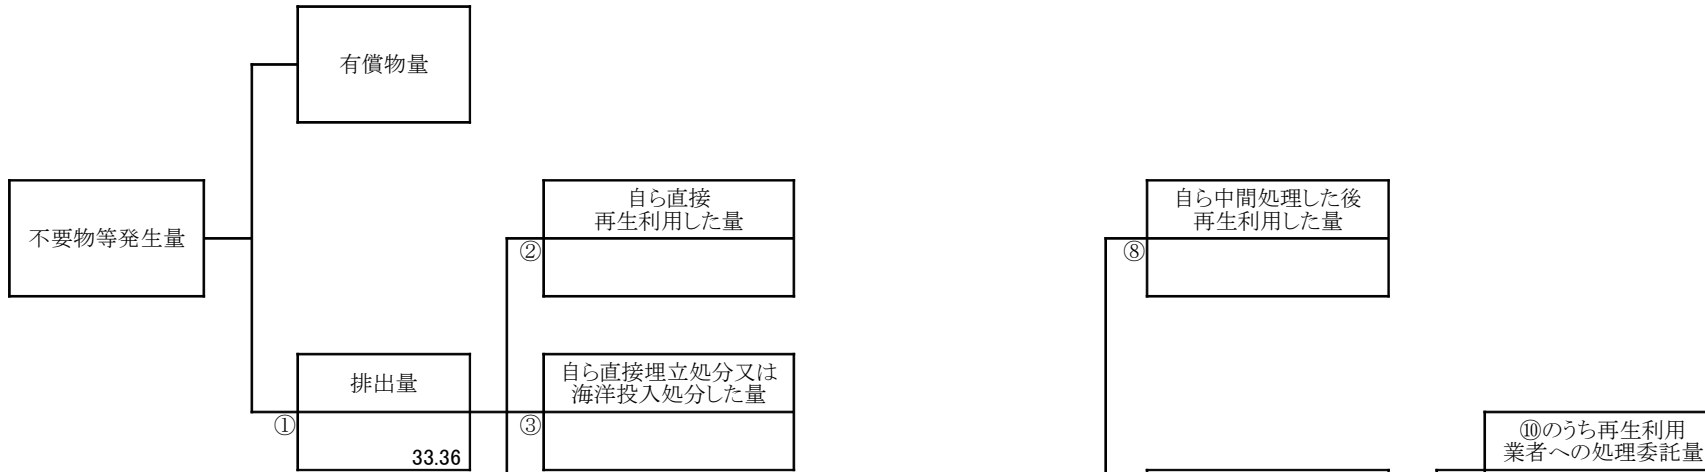 有償物量
不要物等発生量
自ら直接
再生利用した量
②
自ら中間処理した後
再生利用した量
⑧
排出量
①
33.36
自ら直接埋立処分又は
海洋投入処分した量
③
⑩のうち再生利用
業者への処理委託量